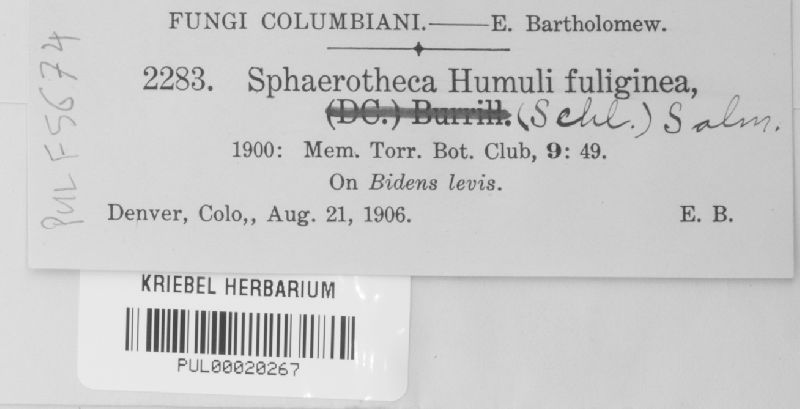 FUNGI COLUMBIANI.——E. Bartholomew.
2283. Sphaerotheca Humuli fuliginea,
(DC.) Burrill. (Schl.) Salm.
1900: Mem. Torr. Bot. Club, 9: 49.
On Bidens levis.
Denver, Colo,, Aug. 21, 1906. E. B.
PUL F5674
KRIEBEL HERBARIUM
PUL00020267